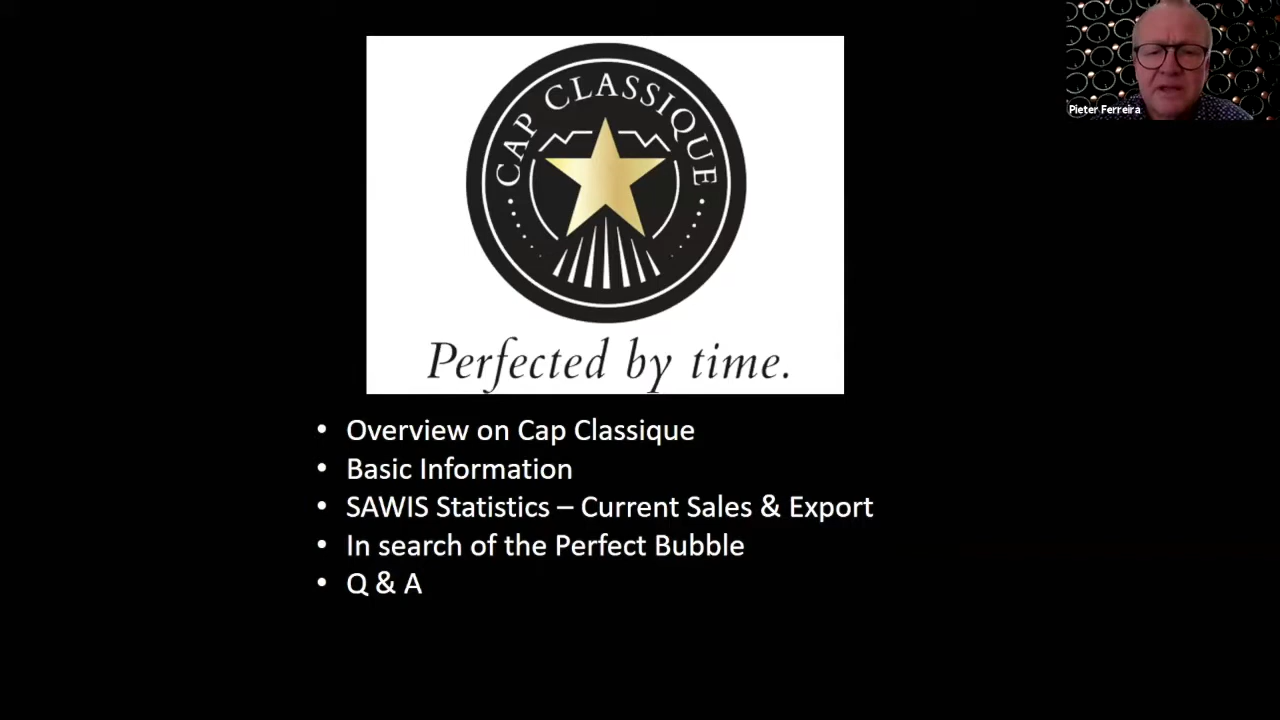 CAP CLASSIQUE
Perfected by time.
Pieter Ferreira
• Overview on Cap Classique
• Basic Information
• SAWIS Statistics – Current Sales & Export
• In search of the Perfect Bubble
• Q & A